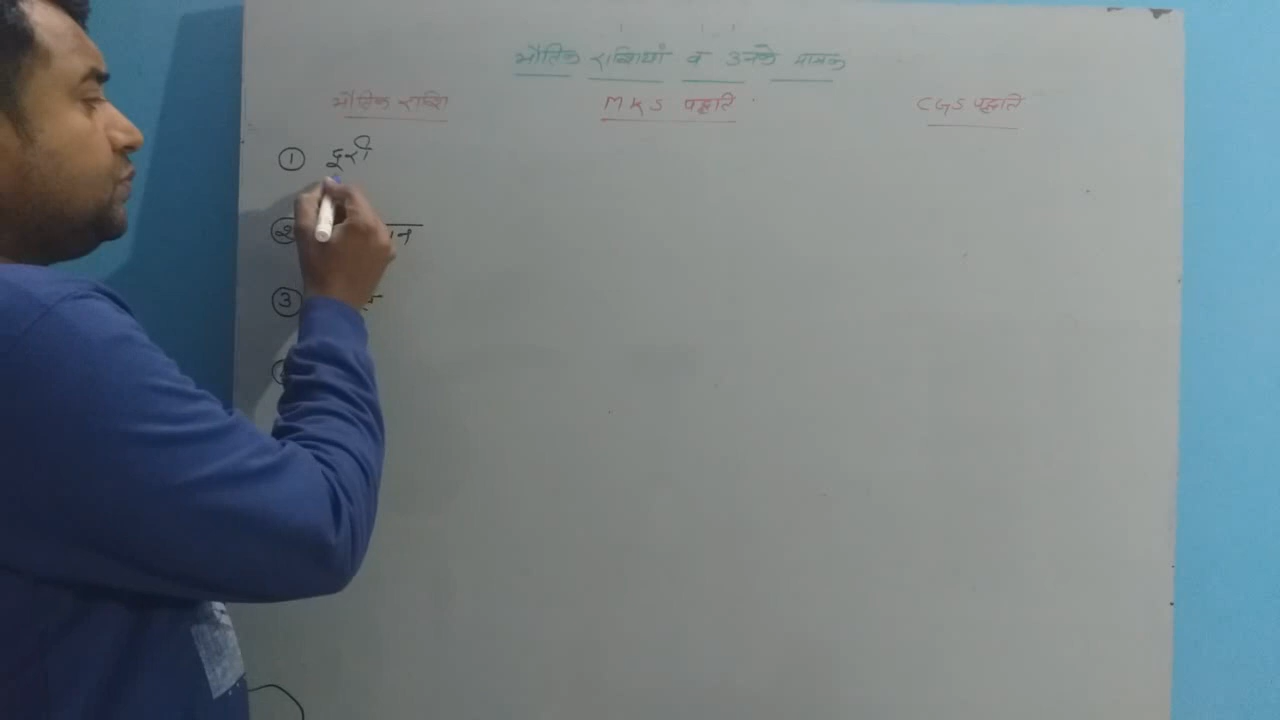 भौतिक राशियां व उनके मात्रक
भौतिक राशि MKS पद्धति CGS पद्धति
① दूरी
②
③